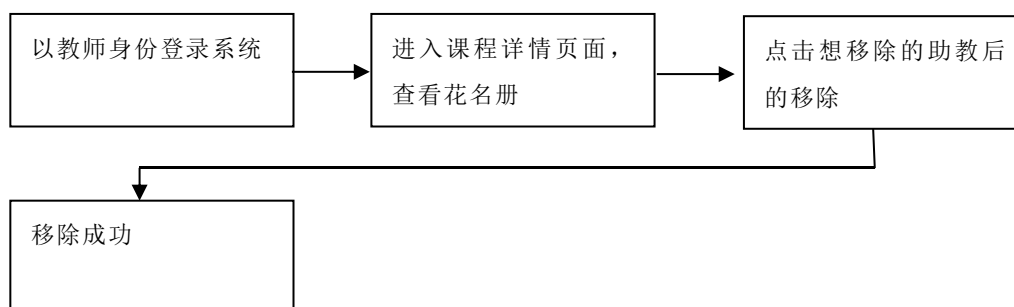 以教师身份登录系统
进入课程详情页面，
查看花名册
点击想移除的助教后
的移除
移除成功